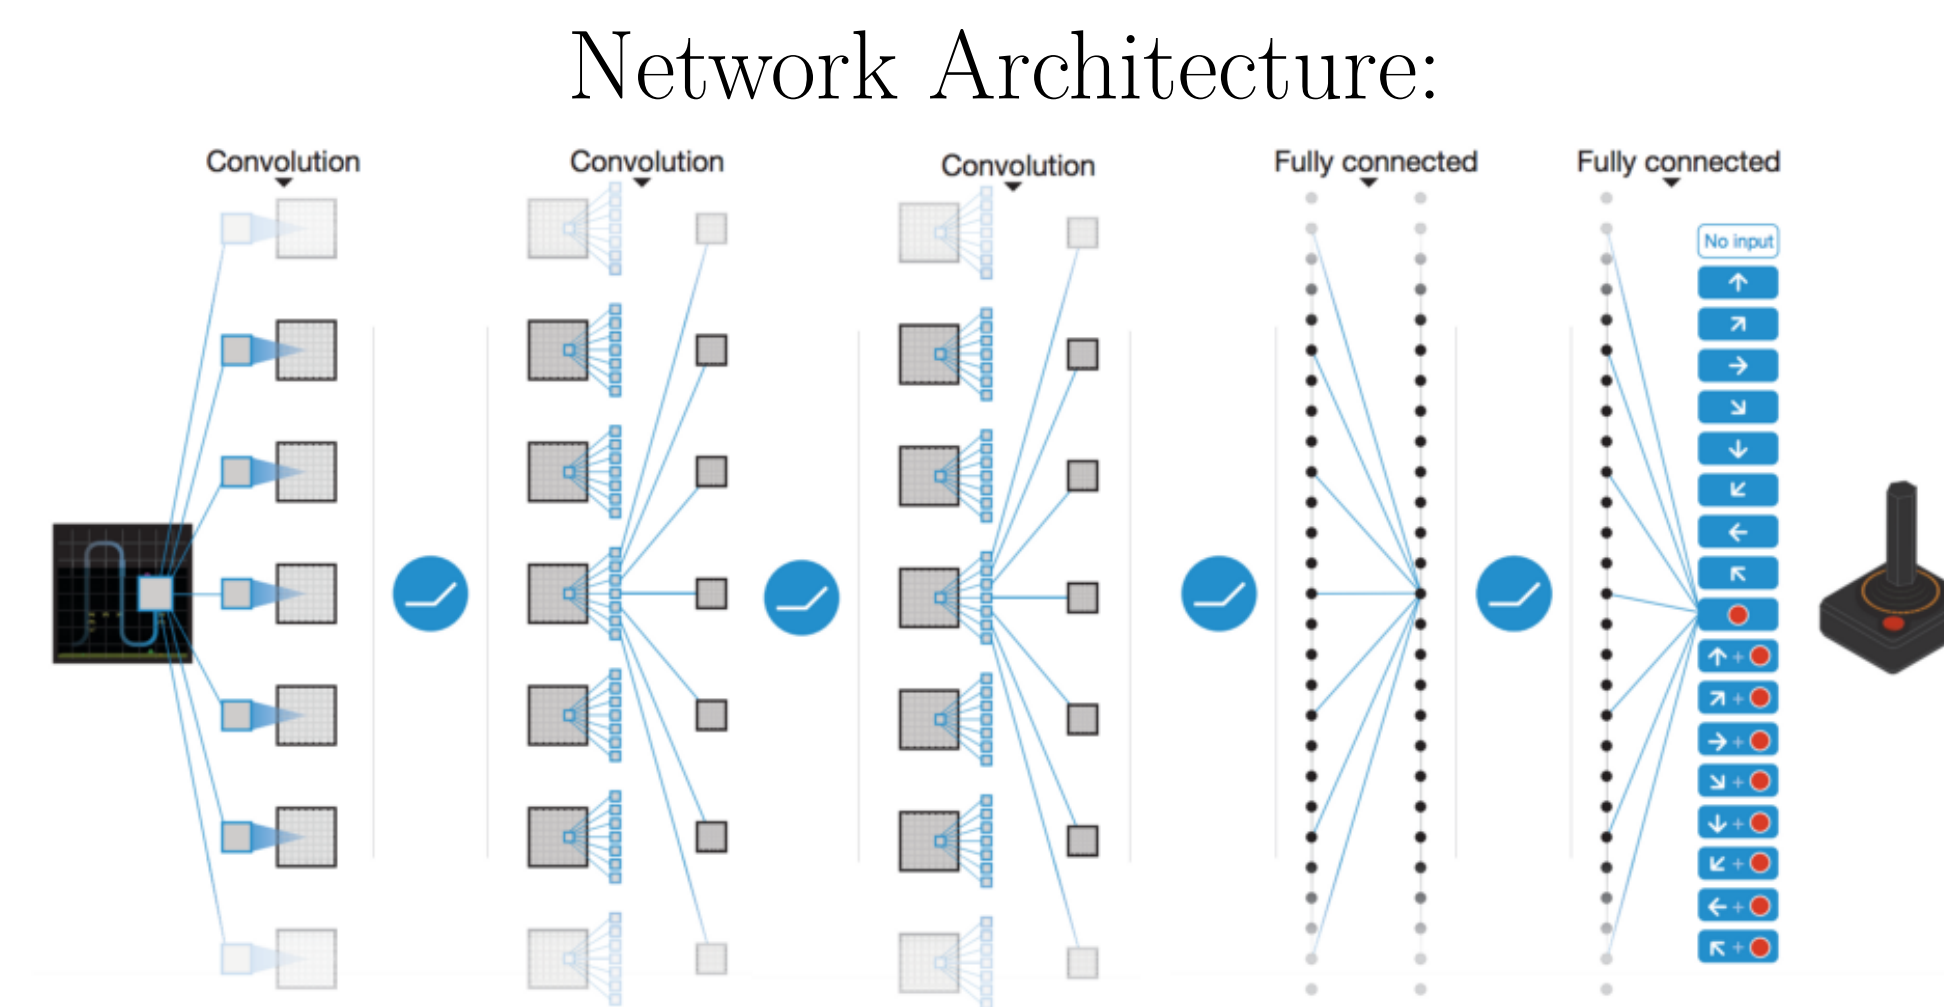 Network Architecture:
Convolution
Convolution
Convolution
Fully connected
Fully connected
No input